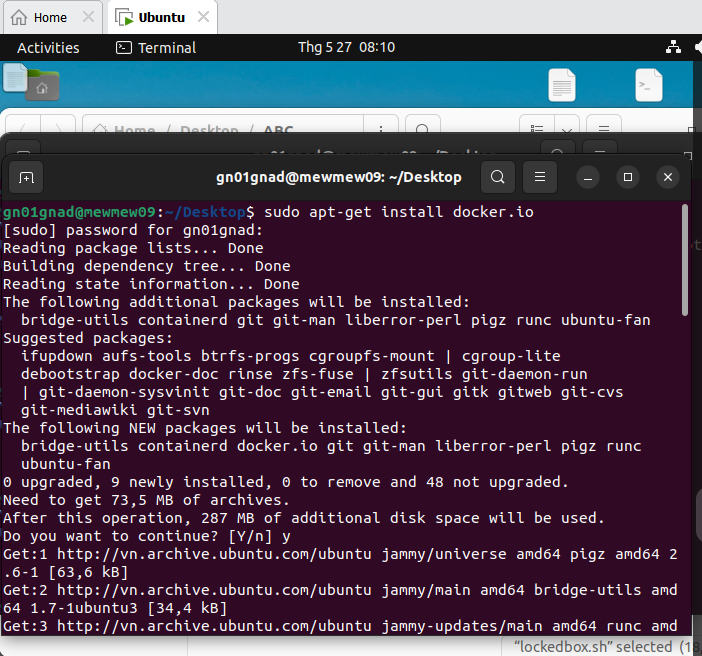 Home
Ubuntu
Activities
Terminal
Thg 5 27 08:10
Home / Desktop / ABC
gn01gnad@mewmew09: ~/Desktop
gn01gnad@mewmew09:~/Desktop$ sudo apt-get install docker.io
[sudo] password for gn01gnad:
Reading package lists... Done
Building dependency tree... Done
Reading state information... Done
The following additional packages will be installed:
bridge-utils containerd git git-man liberror-perl pigz runc ubuntu-fan
Suggested packages:
ifupdown aufs-tools btrfs-progs cgroupfs-mount | cgroup-lite
debootstrap docker-doc rinse zfs-fuse | zfsutils git-daemon-run
| git-daemon-sysvinit git-doc git-email git-gui gitk gitweb git-cvs
git-mediawiki git-svn
The following NEW packages will be installed:
bridge-utils containerd docker.io git git-man liberror-perl pigz runc
ubuntu-fan
0 upgraded, 9 newly installed, 0 to remove and 48 not upgraded.
Need to get 73,5 MB of archives.
After this operation, 287 MB of additional disk space will be used.
Do you want to continue? [Y/n] y
Get:1 http://vn.archive.ubuntu.com/ubuntu jammy/universe amd64 pigz amd64 2
.6-1 [63,6 kB]
Get:2 http://vn.archive.ubuntu.com/ubuntu jammy/main amd64 bridge-utils amd
64 1.7-1ubuntu3 [34,4 kB]
Get:3 http://vn.archive.ubuntu.com/ubuntu jammy-updates/main amd64 runc amd
"lockedbox.sh" selected